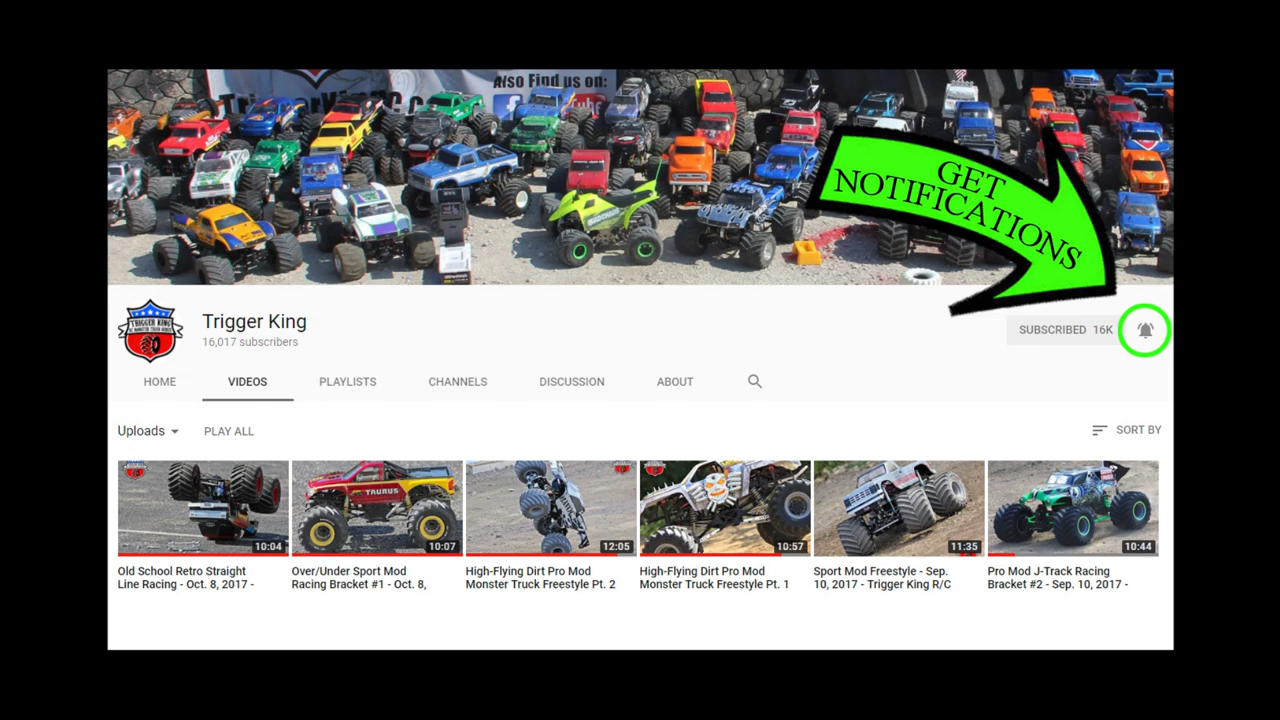 Also Find us on:
GET
NOTIFICATIONS
TRIGGER KING
Trigger King
16,017 subscribers
SUBSCRIBED 16K
HOME
VIDEOS
PLAYLISTS
CHANNELS
DISCUSSION
ABOUT
Uploads
PLAY ALL
SORT BY
TAURUS
10:04
10:07
12:05
10:57
11:35
10:44
Old School Retro Straight
Line Racing - Oct. 8, 2017 -
Over/Under Sport Mod
Racing Bracket #1 - Oct. 8,
High-Flying Dirt Pro Mod
Monster Truck Freestyle Pt. 2
High-Flying Dirt Pro Mod
Monster Truck Freestyle Pt. 1
Sport Mod Freestyle - Sep.
10, 2017 - Trigger King R/C
Pro Mod J-Track Racing
Bracket #2 - Sep. 10, 2017 -